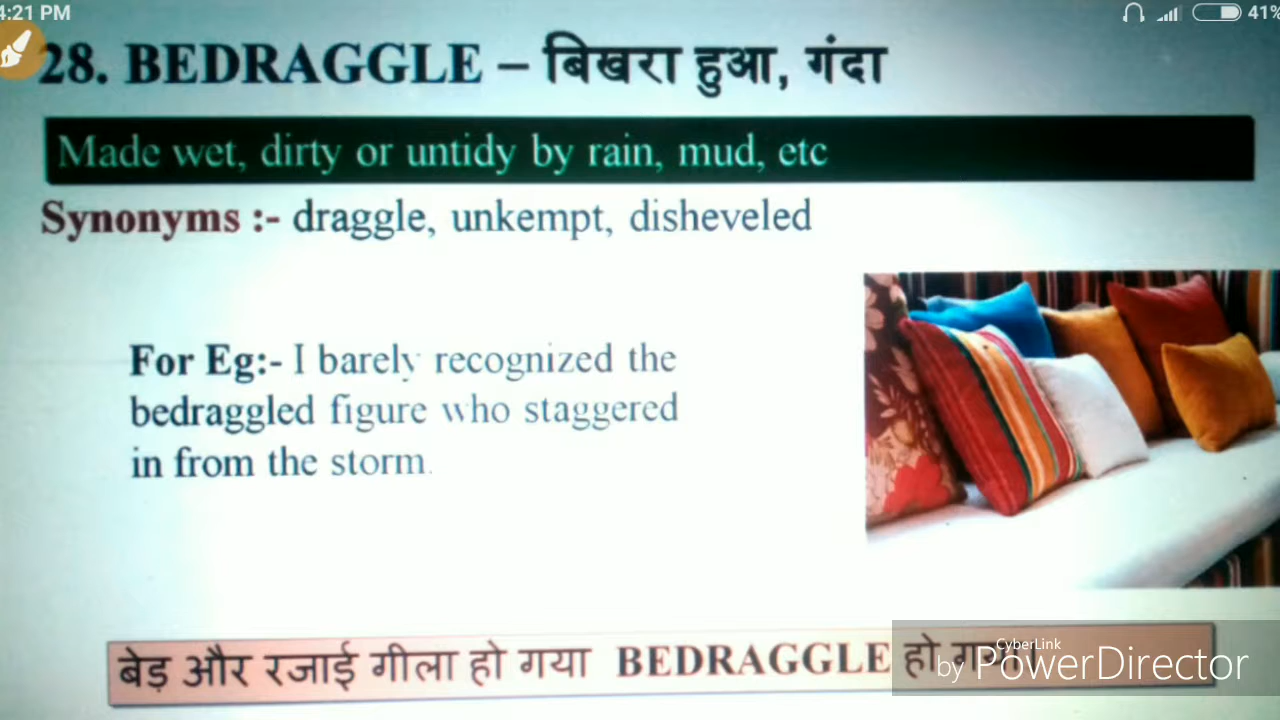 4:21 PM
41%
28. BEDRAGGLE – बिखरा हुआ, गंदा
Made wet, dirty or untidy by rain, mud, etc
Synonyms :- draggle, unkempt, disheveled
For Eg:- I barely recognized the
bedraggled figure who staggered
in from the storm.
बेड़ और रजाई गीला हो गया BEDRAGGLE हो
CyberLink
by PowerDirector